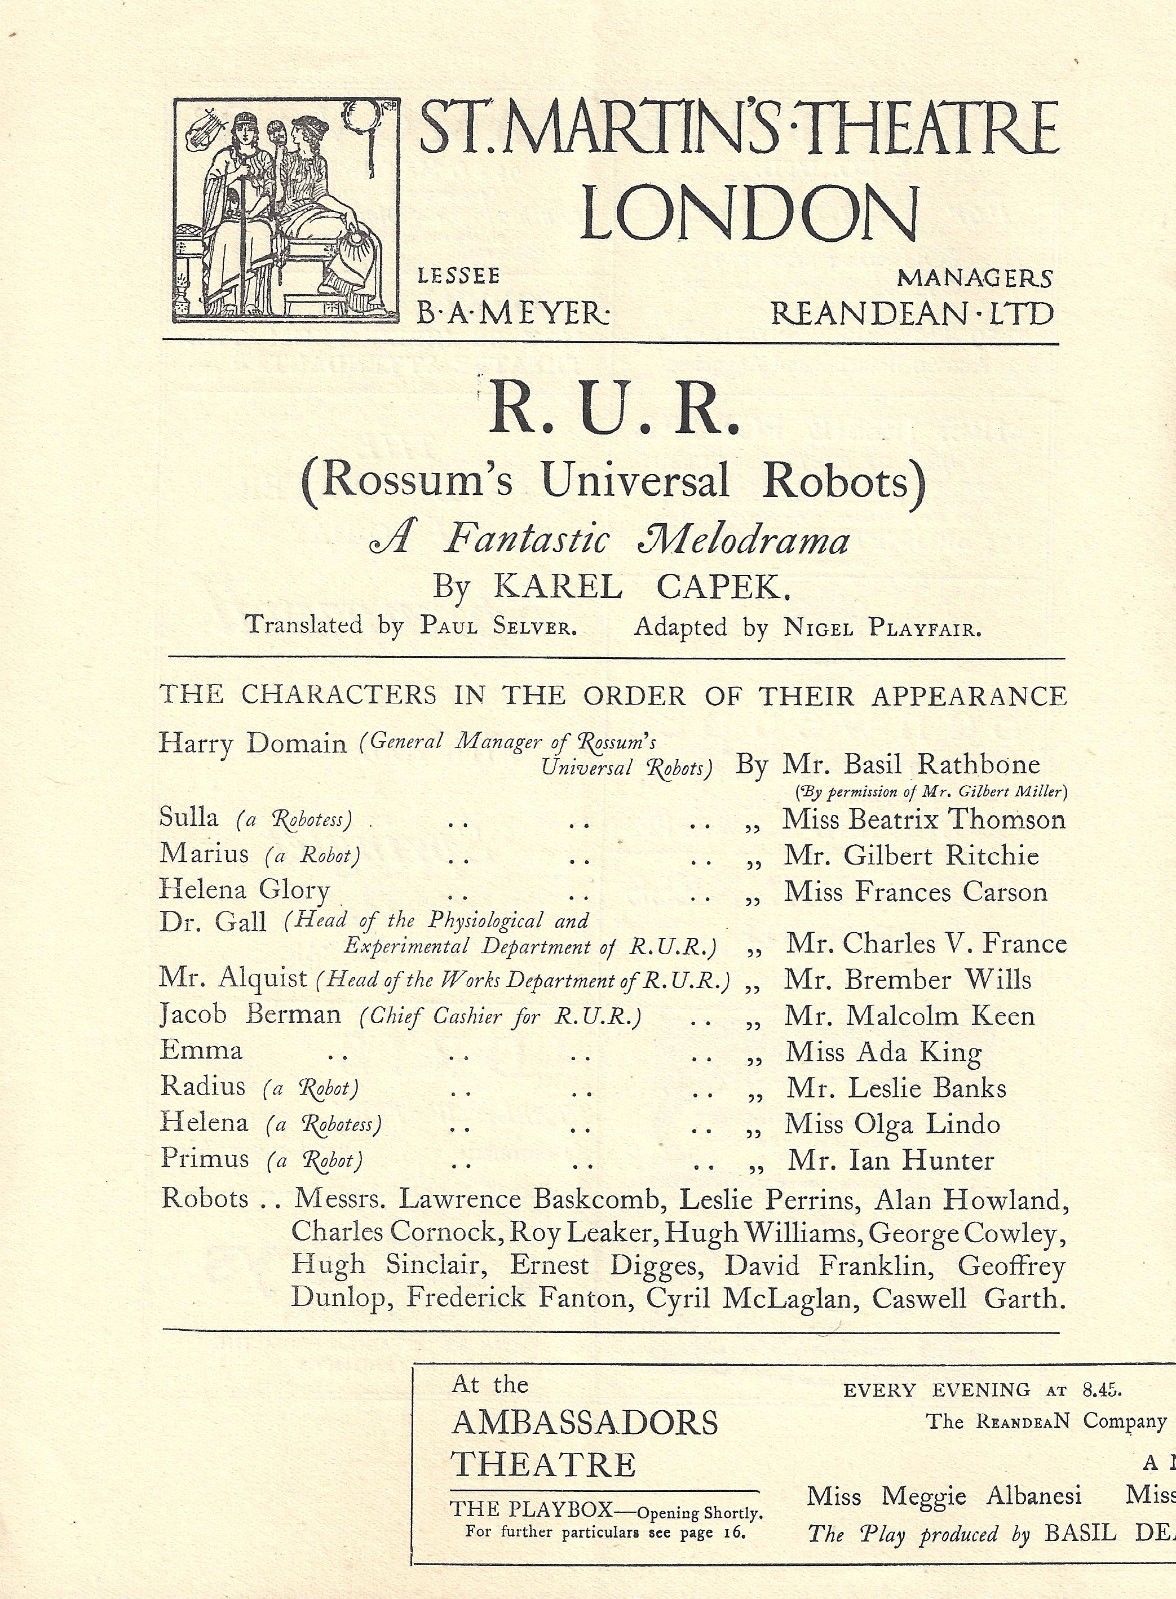 ST. MARTIN'S · THEATRE
LONDON
LESSEE
B · A · MEYER ·
MANAGERS
REANDEAN · LTD
R. U. R.
(Rossum's Universal Robots)
A Fantastic Melodrama
By KAREL CAPEK.
Translated by PAUL SELVER. Adapted by NIGEL PLAYFAIR.
THE CHARACTERS IN THE ORDER OF THEIR APPEARANCE
Harry Domain (General Manager of Rossum's
Universal Robots) By Mr. Basil Rathbone
(By permission of Mr. Gilbert Miller)
Sulla (a Robotess) . .. .. .. ,, Miss Beatrix Thomson
Marius (a Robot) .. .. .. ,, Mr. Gilbert Ritchie
Helena Glory .. .. .. ,, Miss Frances Carson
Dr. Gall (Head of the Physiological and
Experimental Department of R.U.R.) ,, Mr. Charles V. France
Mr. Alquist (Head of the Works Department of R.U.R.) ,, Mr. Brember Wills
Jacob Berman (Chief Cashier for R.U.R.) .. ,, Mr. Malcolm Keen
Emma .. .. .. .. ,, Miss Ada King
Radius (a Robot) .. .. .. ,, Mr. Leslie Banks
Helena (a Robotess) .. .. .. ,, Miss Olga Lindo
Primus (a Robot) .. .. .. ,, Mr. Ian Hunter
Robots .. Messrs. Lawrence Baskcomb, Leslie Perrins, Alan Howland,
Charles Cornock, Roy Leaker, Hugh Williams, George Cowley,
Hugh Sinclair, Ernest Digges, David Franklin, Geoffrey
Dunlop, Frederick Fanton, Cyril McLaglan, Caswell Garth.
At the
AMBASSADORS
THEATRE
THE PLAYBOX—Opening Shortly.
For further particulars see page 16.
EVERY EVENING AT 8.45.
The REANDEAN Company
A
Miss Meggie Albanesi Miss
The Play produced by BASIL DEA